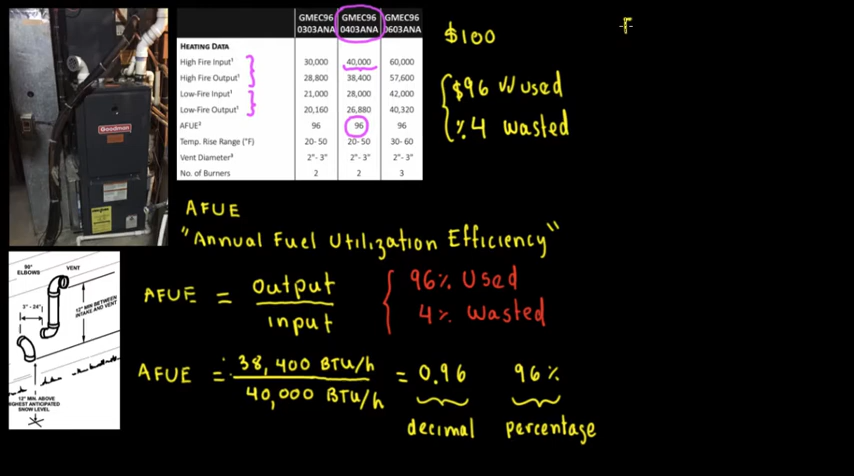 GMEC96 GMEC96 GMEC96
0303ANA 0403ANA 0603ANA
HEATING DATA
High Fire Input¹ 30,000 40,000 60,000
High Fire Output¹ 28,800 38,400 57,600
Low-Fire Input¹ 21,000 28,000 42,000
Low-Fire Output¹ 20,160 26,880 40,320
AFUE² 96 96 96
Temp. Rise Range (°F) 20-50 20-50 30-60
Vent Diameter³ 2"-3" 2"-3" 2"-3"
No. of Burners 2 2 3
$100
$96 used
% 4 wasted
Goodman
AFUE
"Annual Fuel Utilization Efficiency"
AFUE = output
input
96% Used
4% Wasted
AFUE = 38,400 BTU/h = 0.96 96%
40,000 BTU/h
decimal percentage
90°
ELBOWS
VENT
3" - 24"
12" MIN BETWEEN
INTAKE AND VENT
12" MIN. ABOVE
HIGHEST ANTICIPATED
SNOW LEVEL